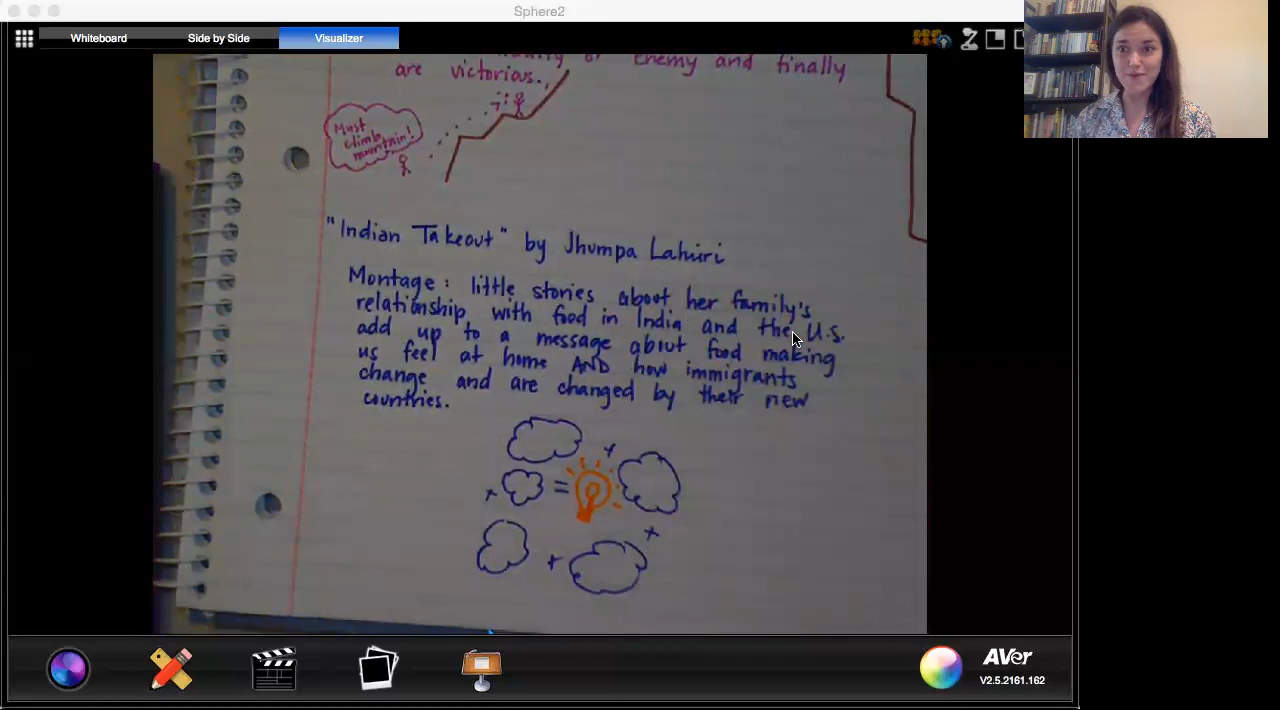 Sphere2
Whiteboard
Side by Side
Visualizer
of enemy and finally
are victorious.
Must
climb
mountain!
"Indian Takeout" by Jhumpa Lahiri
Montage: little stories about her family's
relationship with food in India and the U.S.
add up to a message about food making
us feel at home AND how immigrants
change and are changed by their new
countries.
+
+ =
+
+
AVer
V2.5.2161.162